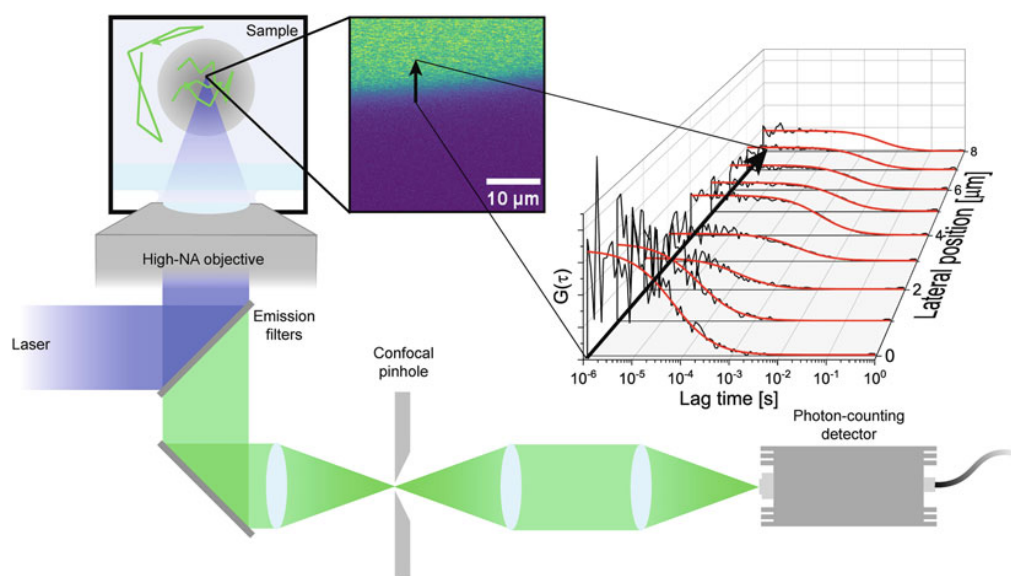 Sample
10 µm
High-NA objective
Laser
Emission
filters
Confocal
pinhole
G(τ)
10⁻⁶
10⁻⁵
10⁻⁴
10⁻³
10⁻²
10⁻¹
10⁰
Lag time [s]
0
2
4
6
8
Lateral position [µm]
Photon-counting
detector